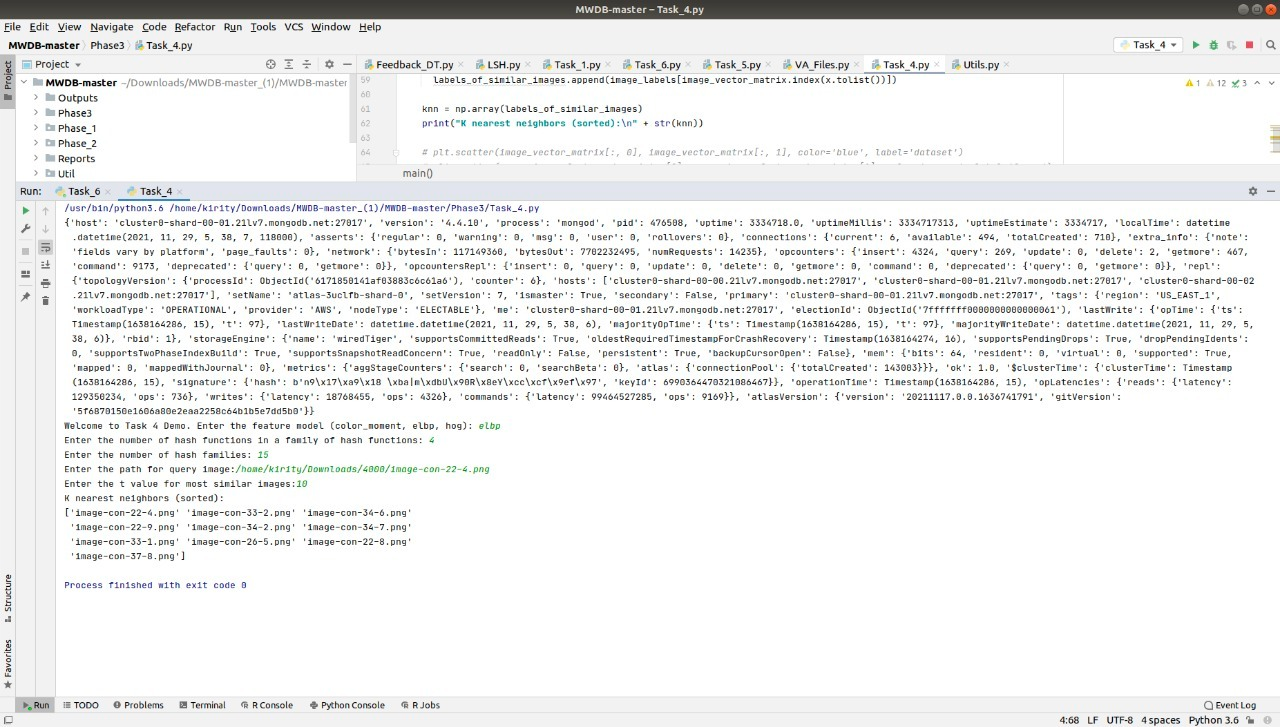 MWDB-master – Task_4.py
File Edit View Navigate Code Refactor Run Tools VCS Window Help
MWDB-master Phase3 Task_4.py
Task_4
Project
Project
Feedback_DT.py LSH.py Task_1.py Task_6.py Task_5.py VA_Files.py Task_4.py Utils.py
MWDB-master ~/Downloads/MWDB-master_(1)/MWDB-master
Outputs
Phase3
Phase_1
Phase_2
Reports
Util
59 labels_of_similar_images.append(image_labels[image_vector_matrix.index(x.tolist())])
60
61 knn = np.array(labels_of_similar_images)
62 print("K nearest neighbors (sorted):\n" + str(knn))
63
64 # plt.scatter(image_vector_matrix[:, 0], image_vector_matrix[:, 1], color='blue', label='dataset')
1 12 3
main()
Run: Task_6 Task_4
/usr/bin/python3.6 /home/kirity/Downloads/MWDB-master_(1)/MWDB-master/Phase3/Task_4.py
{'host': 'cluster0-shard-00-01.21lv7.mongodb.net:27017', 'version': '4.4.10', 'process': 'mongod', 'pid': 476508, 'uptime': 3334718.0, 'uptimeMillis': 3334717313, 'uptimeEstimate': 3334717, 'localTime': datetime
.datetime(2021, 11, 29, 5, 38, 7, 118000), 'asserts': {'regular': 0, 'warning': 0, 'msg': 0, 'user': 0, 'rollovers': 0}, 'connections': {'current': 6, 'available': 494, 'totalCreated': 710}, 'extra_info': {'note':
'fields vary by platform', 'page_faults': 0}, 'network': {'bytesIn': 117149360, 'bytesOut': 7702232495, 'numRequests': 14235}, 'opcounters': {'insert': 4324, 'query': 269, 'update': 0, 'delete': 2, 'getmore': 467,
'command': 9173, 'deprecated': {'query': 0, 'getmore': 0}}, 'opcountersRepl': {'insert': 0, 'query': 0, 'update': 0, 'delete': 0, 'getmore': 0, 'command': 0, 'deprecated': {'query': 0, 'getmore': 0}}, 'repl':
{'topologyVersion': {'processId': ObjectId('6171850141af03883c6c61a6'), 'counter': 6}, 'hosts': ['cluster0-shard-00-00.21lv7.mongodb.net:27017', 'cluster0-shard-00-01.21lv7.mongodb.net:27017', 'cluster0-shard-00-02
.21lv7.mongodb.net:27017'], 'setName': 'atlas-3uclfb-shard-0', 'setVersion': 7, 'ismaster': True, 'secondary': False, 'primary': 'cluster0-shard-00-01.21lv7.mongodb.net:27017', 'tags': {'region': 'US_EAST_1',
'workloadType': 'OPERATIONAL', 'provider': 'AWS', 'nodeType': 'ELECTABLE'}, 'me': 'cluster0-shard-00-01.21lv7.mongodb.net:27017', 'electionId': ObjectId('7fffffff0000000000000061'), 'lastWrite': {'opTime': {'ts':
Timestamp(1638164286, 15), 't': 97}, 'lastWriteDate': datetime.datetime(2021, 11, 29, 5, 38, 6), 'majorityOpTime': {'ts': Timestamp(1638164286, 15), 't': 97}, 'majorityWriteDate': datetime.datetime(2021, 11, 29, 5,
38, 6)}, 'rbid': 1}, 'storageEngine': {'name': 'wiredTiger', 'supportsCommittedReads': True, 'oldestRequiredTimestampForCrashRecovery': Timestamp(1638164274, 16), 'supportsPendingDrops': True, 'dropPendingIdents':
0, 'supportsTwoPhaseIndexBuild': True, 'supportsSnapshotReadConcern': True, 'readOnly': False, 'persistent': True, 'backupCursorOpen': False}, 'mem': {'bits': 64, 'resident': 0, 'virtual': 0, 'supported': True,
'mapped': 0, 'mappedWithJournal': 0}, 'metrics': {'aggStageCounters': {'search': 0, 'searchBeta': 0}, 'atlas': {'connectionPool': {'totalCreated': 143003}}}, 'ok': 1.0, '$clusterTime': {'clusterTime': Timestamp
(1638164286, 15), 'signature': {'hash': b'n9\x17\xa9\x18 \xba|m\xdbU\x90R\x8eY\xcc\xcf\x9ef\x97', 'keyId': 6990364470321086467}}, 'operationTime': Timestamp(1638164286, 15), 'opLatencies': {'reads': {'latency':
129350234, 'ops': 736}, 'writes': {'latency': 18768455, 'ops': 4326}, 'commands': {'latency': 99464527285, 'ops': 9169}}, 'atlasVersion': {'version': '20211117.0.0.1636741791', 'gitVersion':
'5f6870150e1606a80e2eaa2258c64b1b5e7dd5b0'}}
Welcome to Task 4 Demo. Enter the feature model (color_moment, elbp, hog): elbp
Enter the number of hash functions in a family of hash functions: 4
Enter the number of hash families: 15
Enter the path for query image:/home/kirity/Downloads/4000/image-con-22-4.png
Enter the t value for most similar images:10
K nearest neighbors (sorted):
['image-con-22-4.png' 'image-con-33-2.png' 'image-con-34-6.png'
'image-con-22-9.png' 'image-con-34-2.png' 'image-con-34-7.png'
'image-con-33-1.png' 'image-con-26-5.png' 'image-con-22-8.png'
'image-con-37-8.png']
Process finished with exit code 0
Structure
Favorites
Run TODO Problems Terminal R Console Python Console R Jobs Event Log
4:68 LF UTF-8 4 spaces Python 3.6